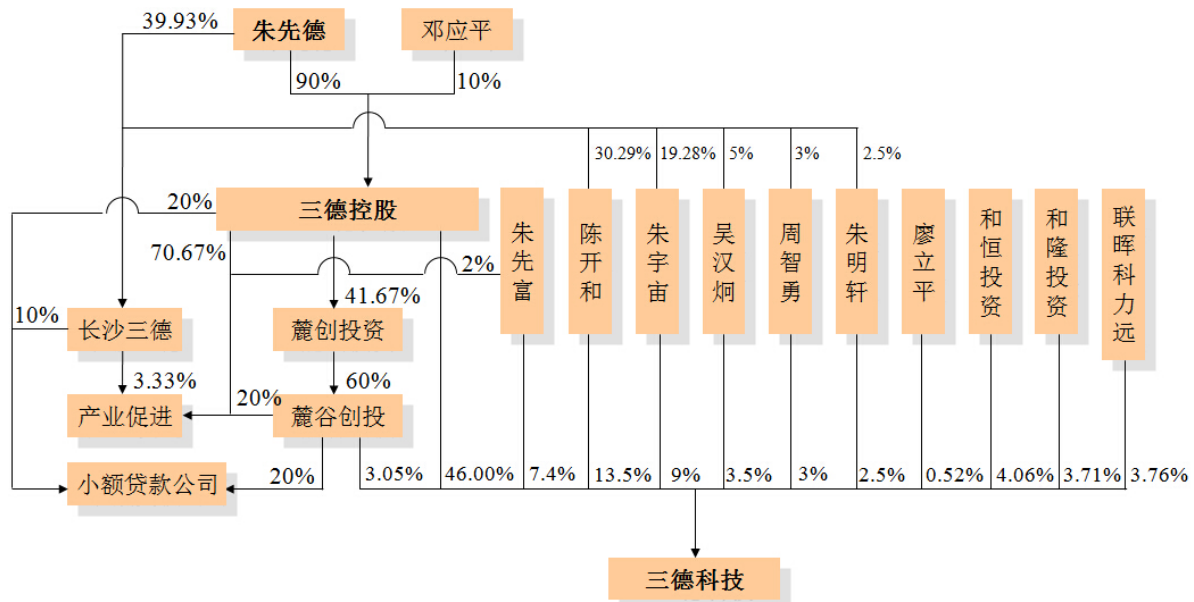 39.93%
朱先德
邓应平
90%
10%
30.29%
19.28%
5%
3%
2.5%
20%
三德控股
70.67%
2%
41.67%
朱先富
陈开和
朱宇宙
吴汉炯
周智勇
朱明轩
廖立平
和恒投资
和隆投资
联晖科力远
10%
长沙三德
麓创投资
3.33%
60%
产业促进
20%
麓谷创投
小额贷款公司
20%
3.05%
46.00%
7.4%
13.5%
9%
3.5%
3%
2.5%
0.52%
4.06%
3.71%
3.76%
三德科技